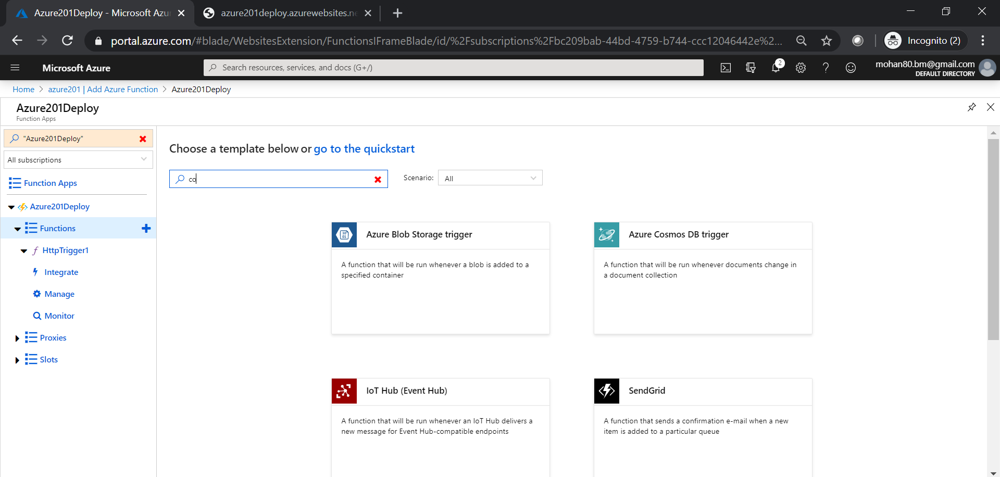 Azure201Deploy - Microsoft Azu
azure201deploy.azurewebsites.ne
portal.azure.com/#blade/WebsitesExtension/FunctionsIFrameBlade/id/%2Fsubscriptions%2Fbc209bab-44bd-4759-b744-ccc12046442e%2...
Incognito (2)
Microsoft Azure
Search resources, services, and docs (G+/)
2
mohan80.bm@gmail.com
DEFAULT DIRECTORY
Home > azure201 | Add Azure Function > Azure201Deploy
Azure201Deploy
Function Apps
"Azure201Deploy"
All subscriptions
Function Apps
Azure201Deploy
Functions
HttpTrigger1
Integrate
Manage
Monitor
Proxies
Slots
Choose a template below or go to the quickstart
co
Scenario: All
Azure Blob Storage trigger
A function that will be run whenever a blob is added to a
specified container
Azure Cosmos DB trigger
A function that will be run whenever documents change in
a document collection
IoT Hub (Event Hub)
A function that will be run whenever an IoT Hub delivers a
new message for Event Hub-compatible endpoints
SendGrid
A function that sends a confirmation e-mail when a new
item is added to a particular queue